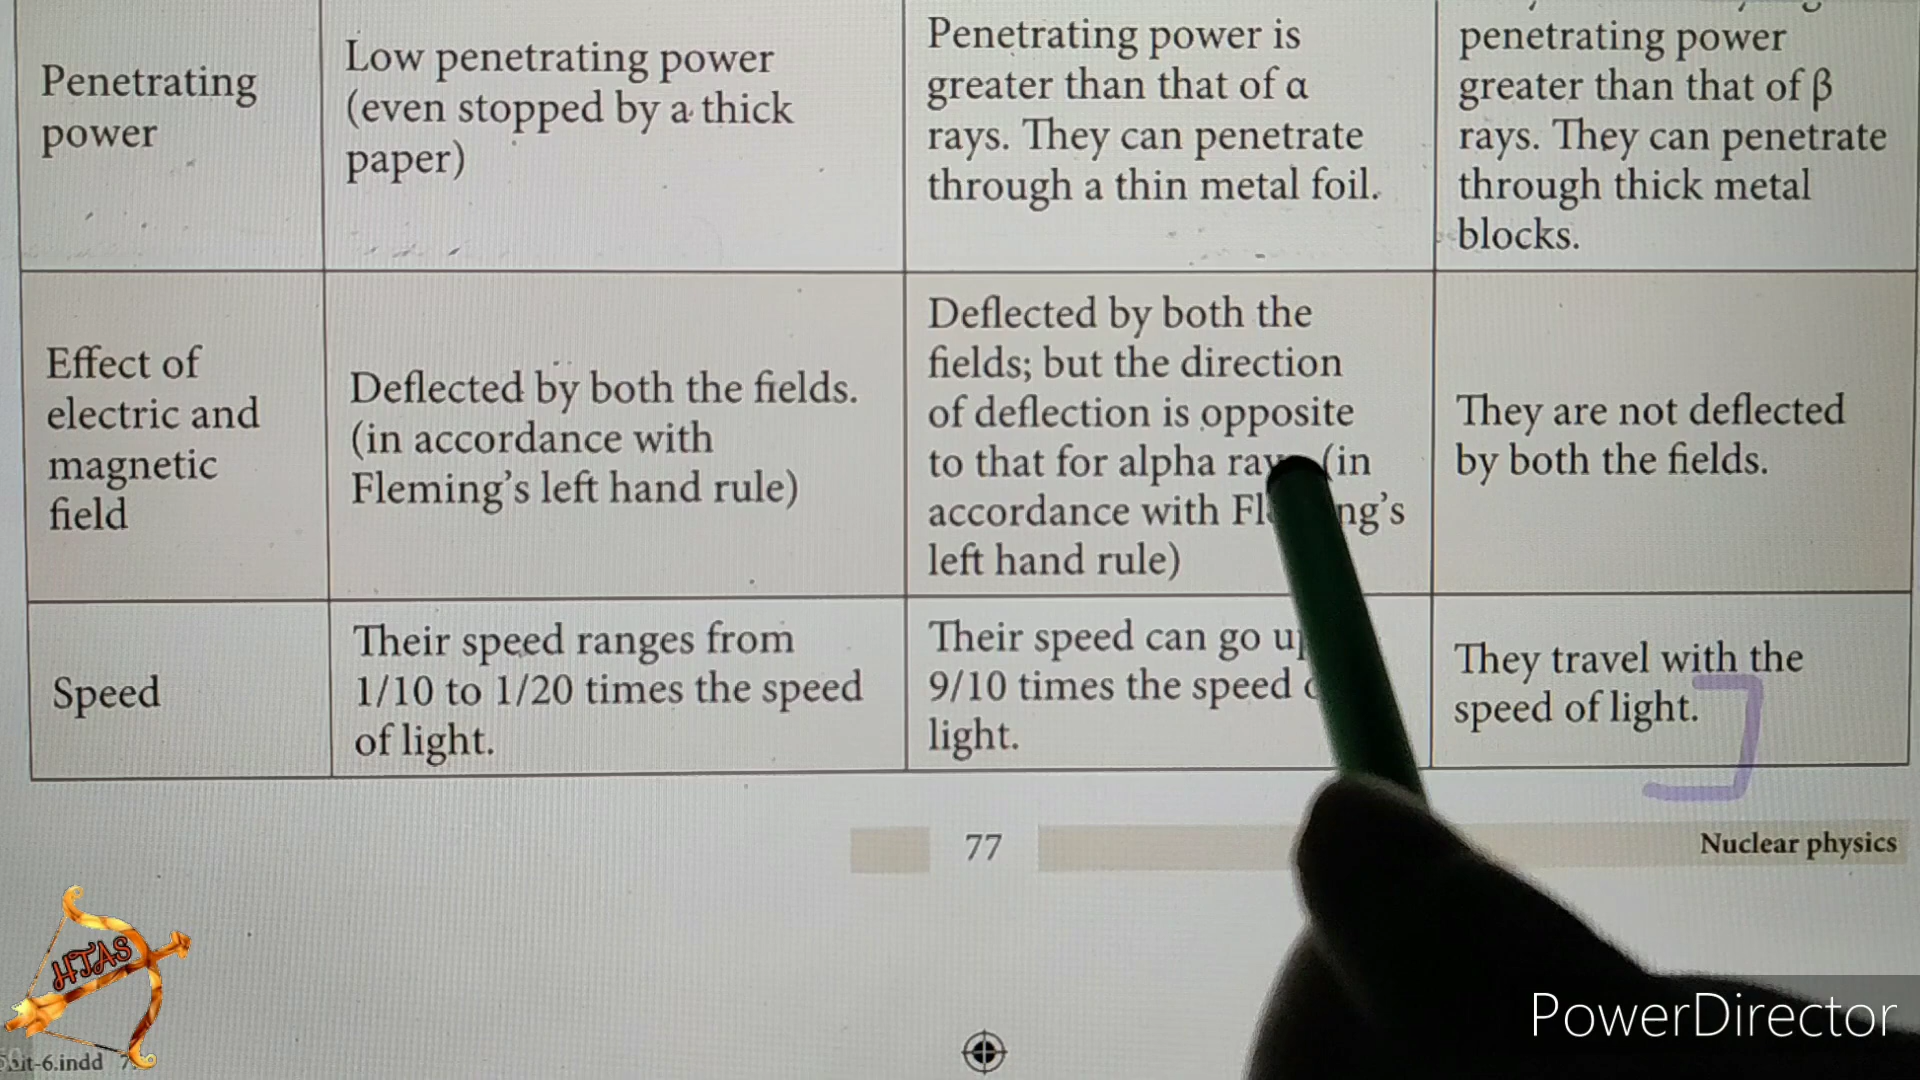 Penetrating
power
Low penetrating power
(even stopped by a thick
paper)
Penetrating power is
greater than that of α
rays. They can penetrate
through a thin metal foil.
penetrating power
greater than that of β
rays. They can penetrate
through thick metal
blocks.
Effect of
electric and
magnetic
field
Deflected by both the fields.
(in accordance with
Fleming's left hand rule)
Deflected by both the
fields; but the direction
of deflection is opposite
to that for alpha (in
accordance with
left hand rule)
They are not deflected
by both the fields.
Speed
Their speed ranges from
1/10 to 1/20 times the speed
of light.
Their speed can go
9/10 times the speed
light.
They travel with the
speed of light.
77
Nuclear physics
HTAS
PowerDirector